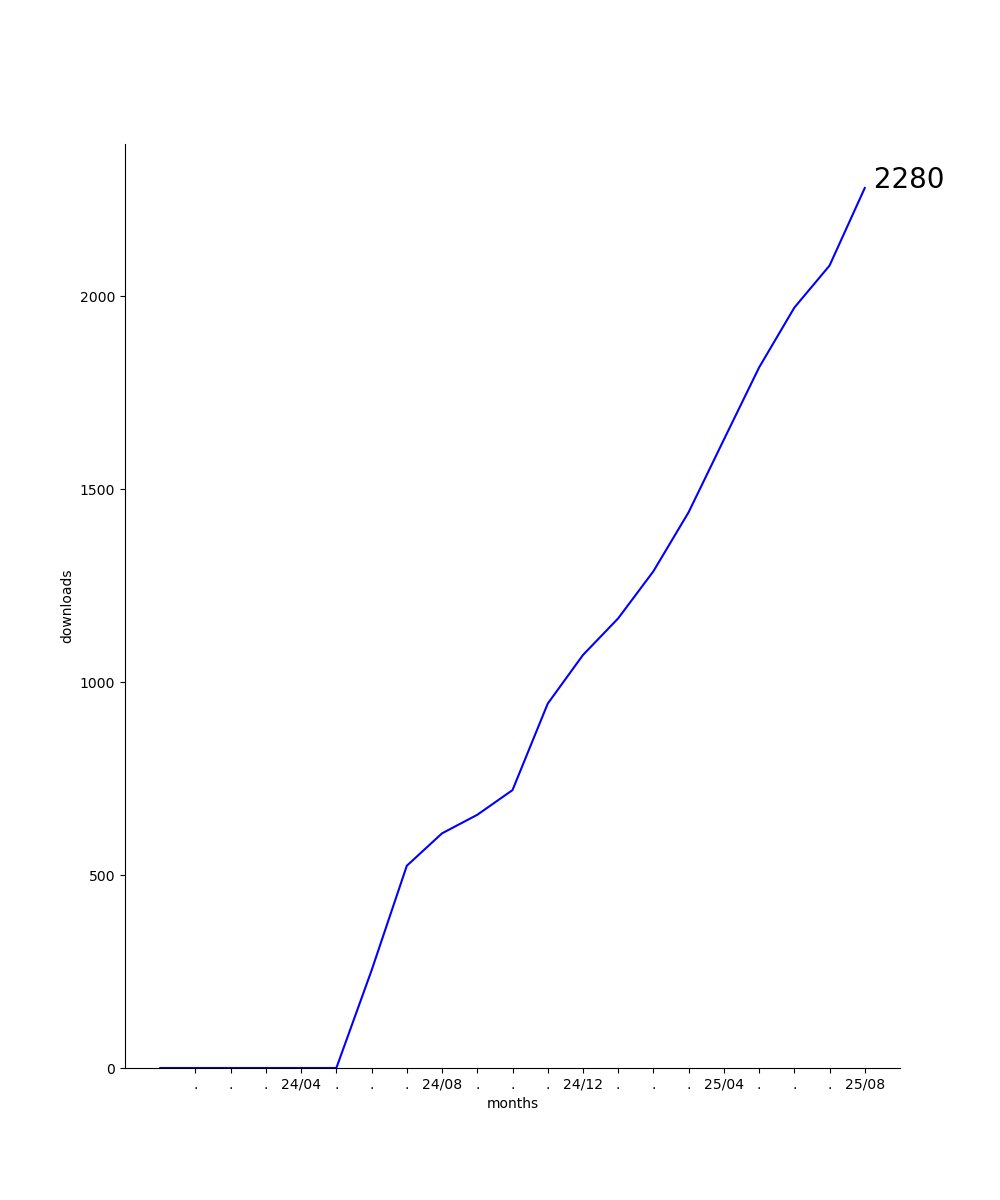 2280
2000
1500
1000
500
0
downloads
. . . 24/04 . . . 24/08 . . . 24/12 . . . 25/04 . . . 25/08
months